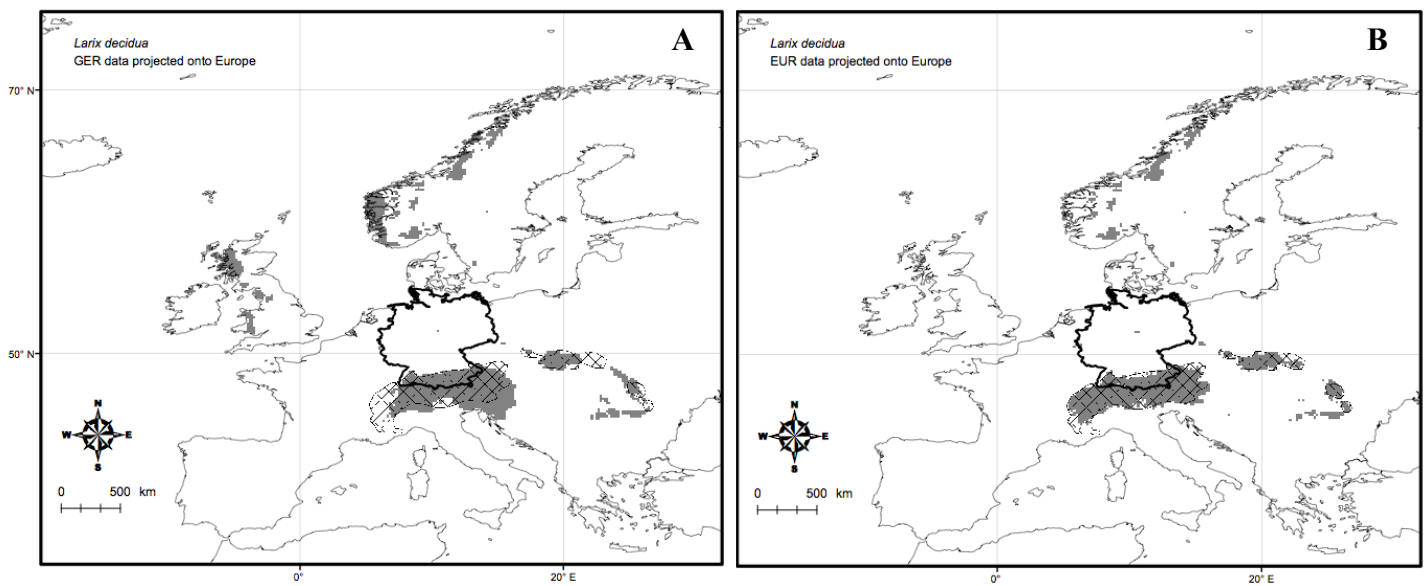 A
Larix decidua
GER data projected onto Europe
70° N
50° N
N
W E
S
0 500 km
0° 20° E
B
Larix decidua
EUR data projected onto Europe
N
W E
S
0 500 km
0° 20° E